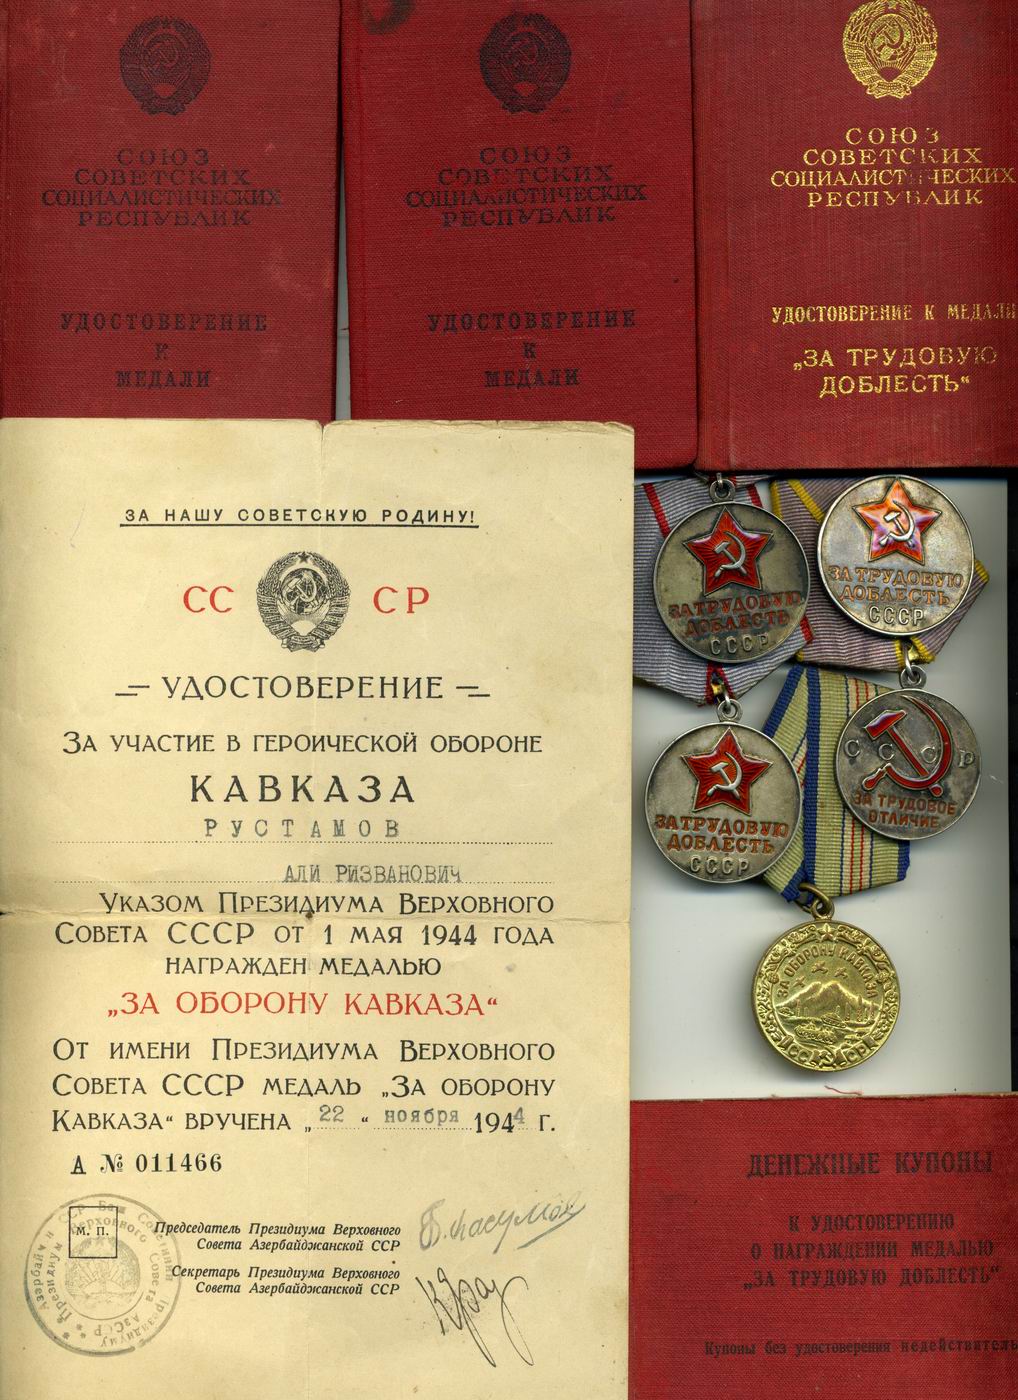 СОЮЗ
СОВЕТСКИХ
СОЦИАЛИСТИЧЕСКИХ
РЕСПУБЛИК
УДОСТОВЕРЕНИЕ
К
МЕДАЛИ
СОЮЗ
СОВЕТСКИХ
СОЦИАЛИСТИЧЕСКИХ
РЕСПУБЛИК
УДОСТОВЕРЕНИЕ
К
МЕДАЛИ
СОЮЗ
СОВЕТСКИХ
СОЦИАЛИСТИЧЕСКИХ
РЕСПУБЛИК
УДОСТОВЕРЕНИЕ К МЕДАЛИ
„ЗА ТРУДОВУЮ
ДОБЛЕСТЬ“
ЗА НАШУ СОВЕТСКУЮ РОДИНУ!
СС СР
УДОСТОВЕРЕНИЕ
ЗА УЧАСТИЕ В ГЕРОИЧЕСКОЙ ОБОРОНЕ
КАВКАЗА
РУСТАМОВ
АЛИ РИЗВАНОВИЧ
УКАЗОМ ПРЕЗИДИУМА ВЕРХОВНОГО
СОВЕТА СССР ОТ 1 МАЯ 1944 ГОДА
НАГРАЖДЕН МЕДАЛЬЮ
„ЗА ОБОРОНУ КАВКАЗА“
ОТ ИМЕНИ ПРЕЗИДИУМА ВЕРХОВНОГО
СОВЕТА СССР МЕДАЛЬ „ЗА ОБОРОНУ
КАВКАЗА“ ВРУЧЕНА „22“ ноября 1944 Г.
А № 011466
М. П.
Председатель Президиума Верховного
Совета Азербайджанской ССР
Секретарь Президиума Верховного
Совета Азербайджанской ССР
ЗА ТРУДОВУЮ
ДОБЛЕСТЬ
СССР
ЗА ТРУДОВУЮ
ДОБЛЕСТЬ
СССР
ЗА ТРУДОВУЮ
ДОБЛЕСТЬ
СССР
СССР
ЗА ТРУДОВОЕ
ОТЛИЧИЕ
ЗА ОБОРОНУ КАВКАЗА
СССР
ДЕНЕЖНЫЕ КУПОНЫ
К УДОСТОВЕРЕНИЮ
О НАГРАЖДЕНИИ МЕДАЛЬЮ
„ЗА ТРУДОВУЮ ДОБЛЕСТЬ“
Купоны без удостоверения недействитель